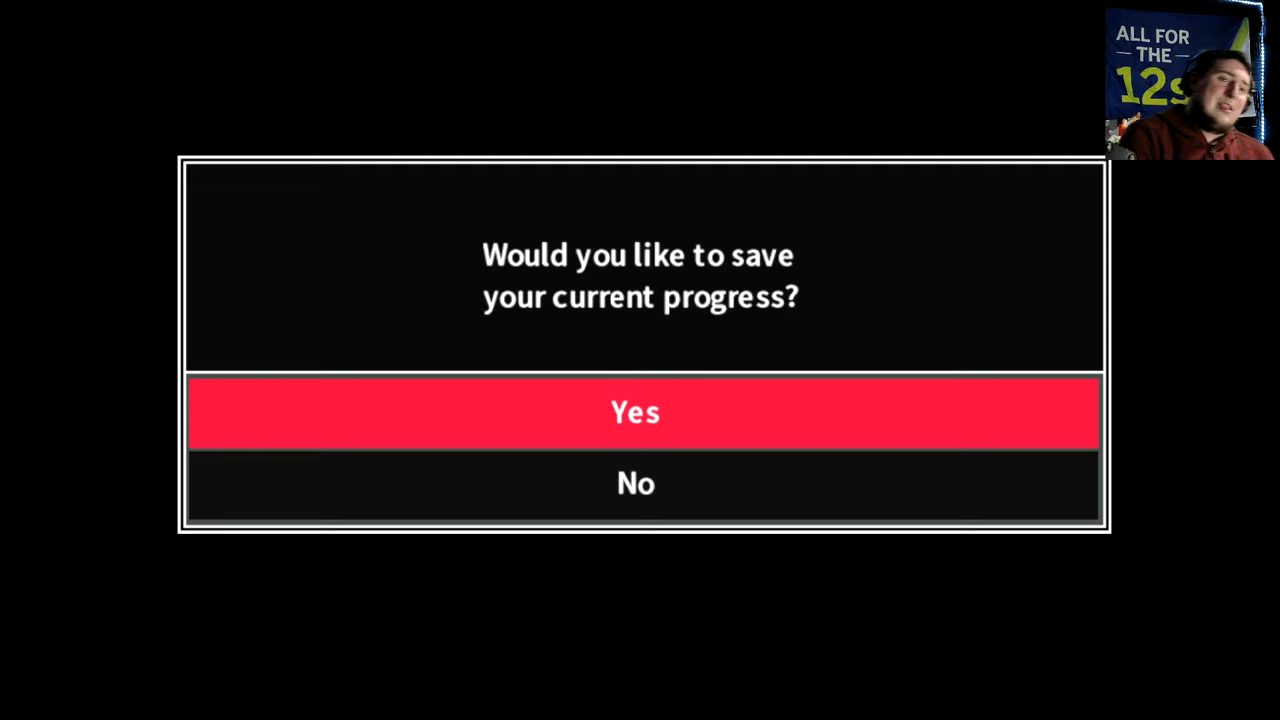 ALL FOR
THE
12s
Would you like to save
your current progress?
Yes
No